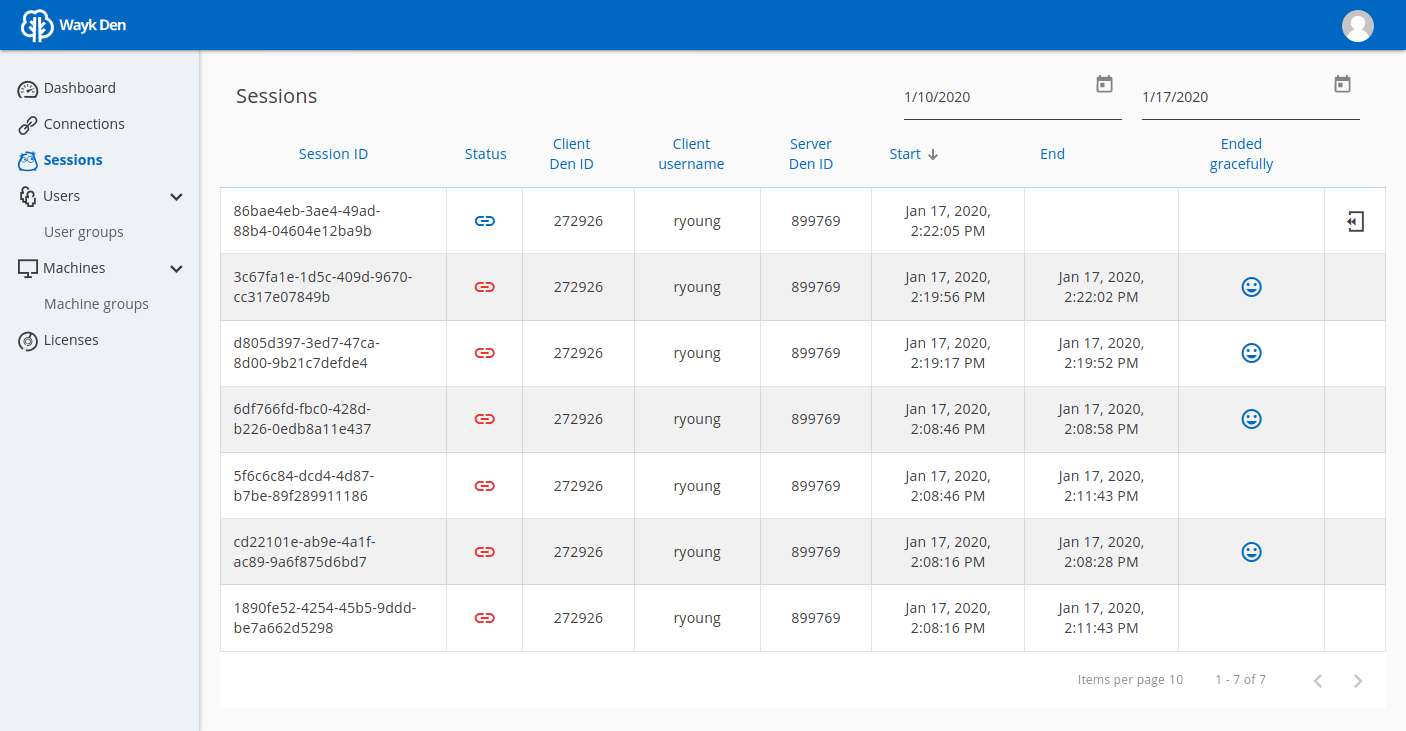 Wayk Den
Dashboard
Connections
Sessions
Users
User groups
Machines
Machine groups
Licenses
Sessions
1/10/2020
1/17/2020
Session ID
Status
Client
Den ID
Client
username
Server
Den ID
Start
End
Ended
gracefully
86bae4eb-3ae4-49ad-
88b4-04604e12ba9b
272926
ryoung
899769
Jan 17, 2020,
2:22:05 PM
3c67fa1e-1d5c-409d-9670-
cc317e07849b
272926
ryoung
899769
Jan 17, 2020,
2:19:56 PM
Jan 17, 2020,
2:22:02 PM
d805d397-3ed7-47ca-
8d00-9b21c7defde4
272926
ryoung
899769
Jan 17, 2020,
2:19:17 PM
Jan 17, 2020,
2:19:52 PM
6df766fd-fbc0-428d-
b226-0edb8a11e437
272926
ryoung
899769
Jan 17, 2020,
2:08:46 PM
Jan 17, 2020,
2:08:58 PM
5f6c6c84-dcd4-4d87-
b7be-89f289911186
272926
ryoung
899769
Jan 17, 2020,
2:08:46 PM
Jan 17, 2020,
2:11:43 PM
cd22101e-ab9e-4a1f-
ac89-9a6f875d6bd7
272926
ryoung
899769
Jan 17, 2020,
2:08:16 PM
Jan 17, 2020,
2:08:28 PM
1890fe52-4254-45b5-9ddd-
be7a662d5298
272926
ryoung
899769
Jan 17, 2020,
2:08:16 PM
Jan 17, 2020,
2:11:43 PM
Items per page 10
1 - 7 of 7